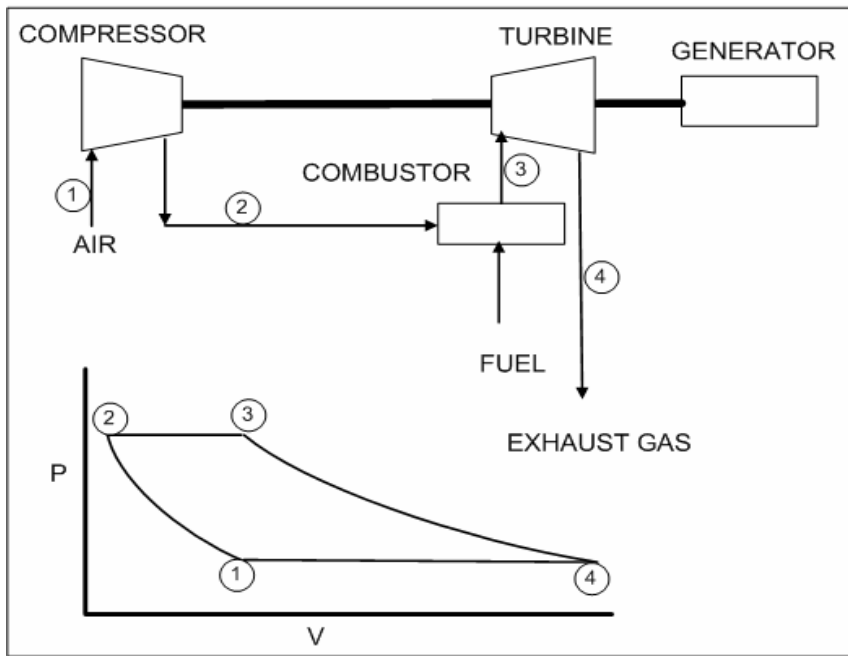 COMPRESSOR
TURBINE
GENERATOR
COMBUSTOR
3
1
2
AIR
4
FUEL
2
3
EXHAUST GAS
P
1
4
V